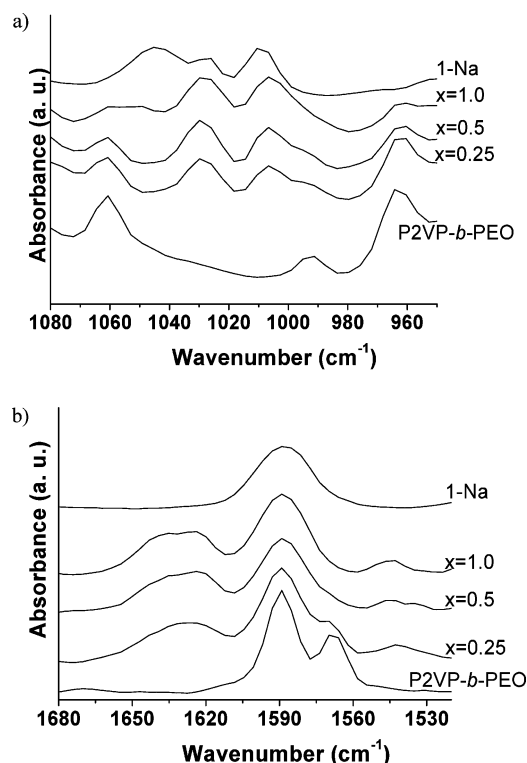 a)
Absorbance (a. u.)
1-Na
x=1.0
x=0.5
x=0.25
P2VP-b-PEO
1080 1060 1040 1020 1000 980 960
Wavenumber (cm-1)
b)
Absorbance (a. u.)
1-Na
x=1.0
x=0.5
x=0.25
P2VP-b-PEO
1680 1650 1620 1590 1560 1530
Wavenumber (cm-1)